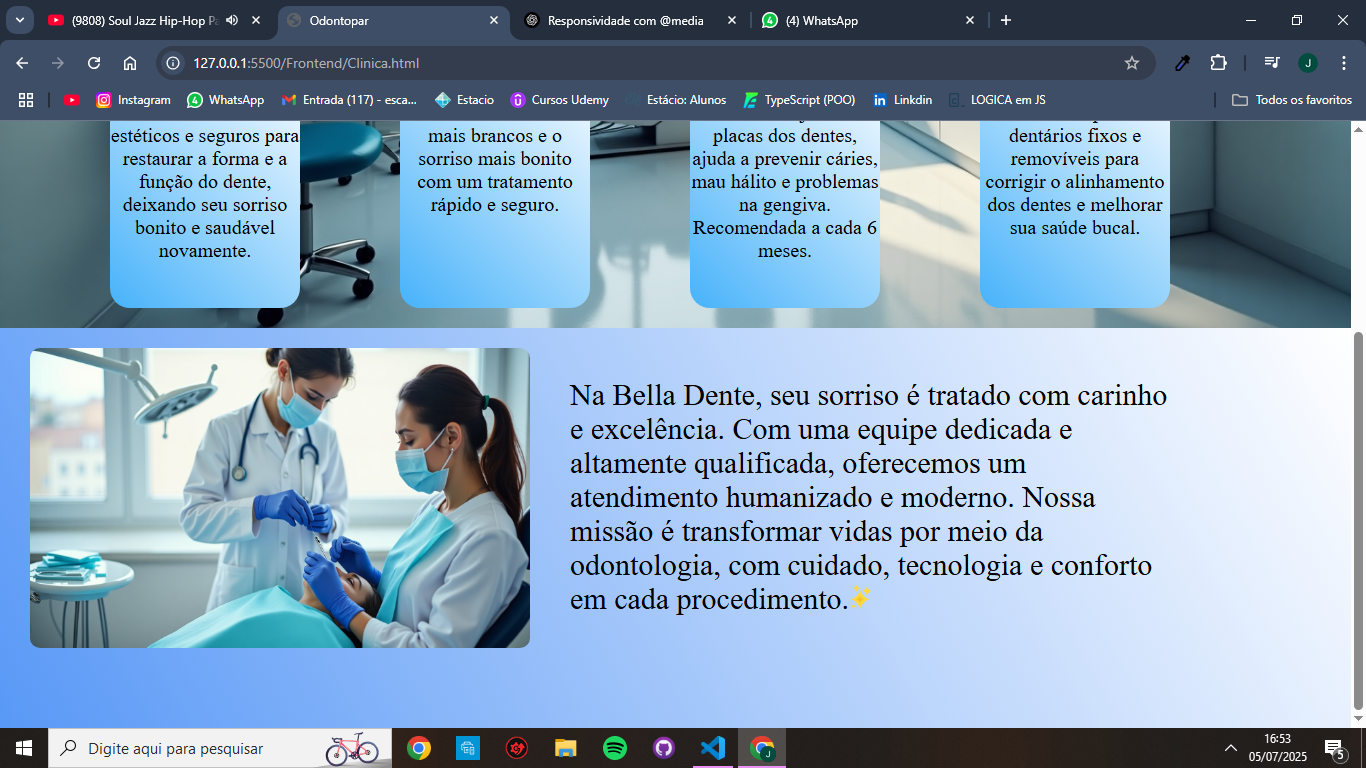 (9808) Soul Jazz Hip-Hop Pa
Odontopar
Responsividade com @media
(4) WhatsApp
127.0.0.1:5500/Frontend/Clinica.html
J
Instagram
WhatsApp
Entrada (117) - esca...
Estacio
Cursos Udemy
Estácio: Alunos
TypeScript (POO)
Linkdin
LOGICA em JS
Todos os favoritos
estéticos e seguros para
restaurar a forma e a
função do dente,
deixando seu sorriso
bonito e saudável
novamente.
mais brancos e o
sorriso mais bonito
com um tratamento
rápido e seguro.
placas dos dentes,
ajuda a prevenir cáries,
mau hálito e problemas
na gengiva.
Recomendada a cada 6
meses.
dentários fixos e
removíveis para
corrigir o alinhamento
dos dentes e melhorar
sua saúde bucal.
Na Bella Dente, seu sorriso é tratado com carinho
e excelência. Com uma equipe dedicada e
altamente qualificada, oferecemos um
atendimento humanizado e moderno. Nossa
missão é transformar vidas por meio da
odontologia, com cuidado, tecnologia e conforto
em cada procedimento.✨
Digite aqui para pesquisar
16:53
05/07/2025
5